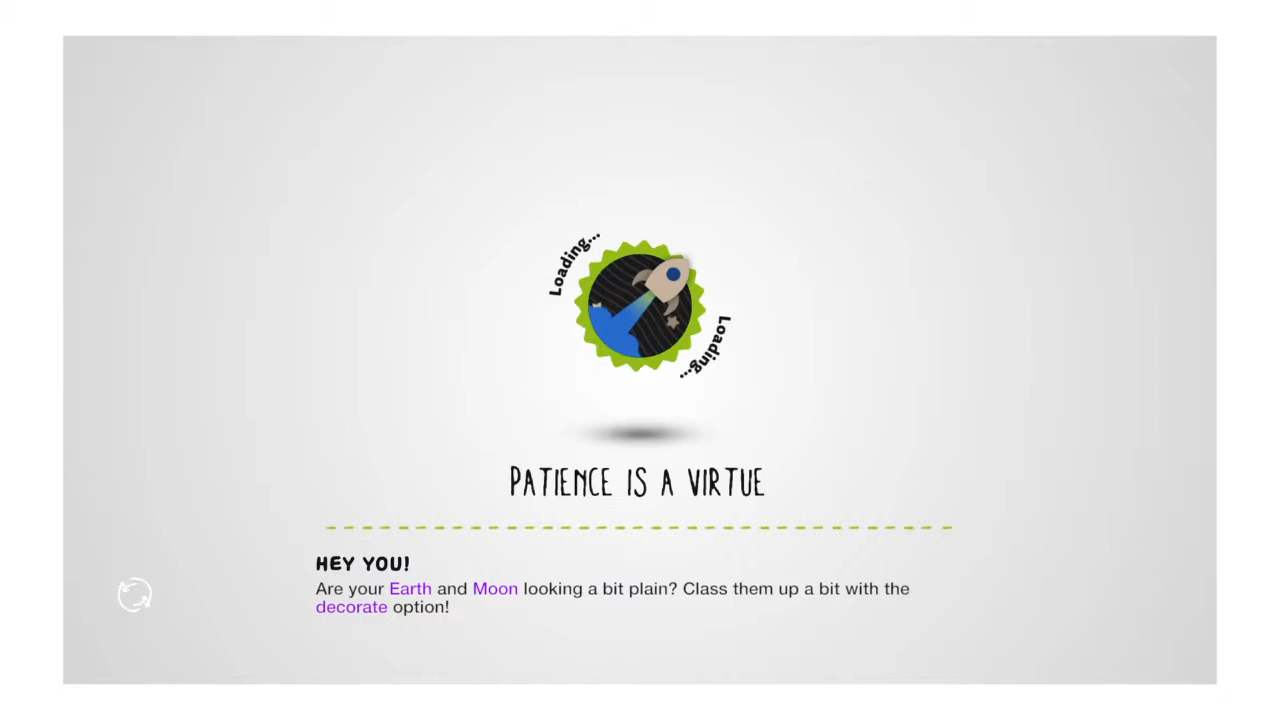 Loading...
Loading...
PATIENCE IS A VIRTUE
HEY YOU!
Are your Earth and Moon looking a bit plain? Class them up a bit with the
decorate option!